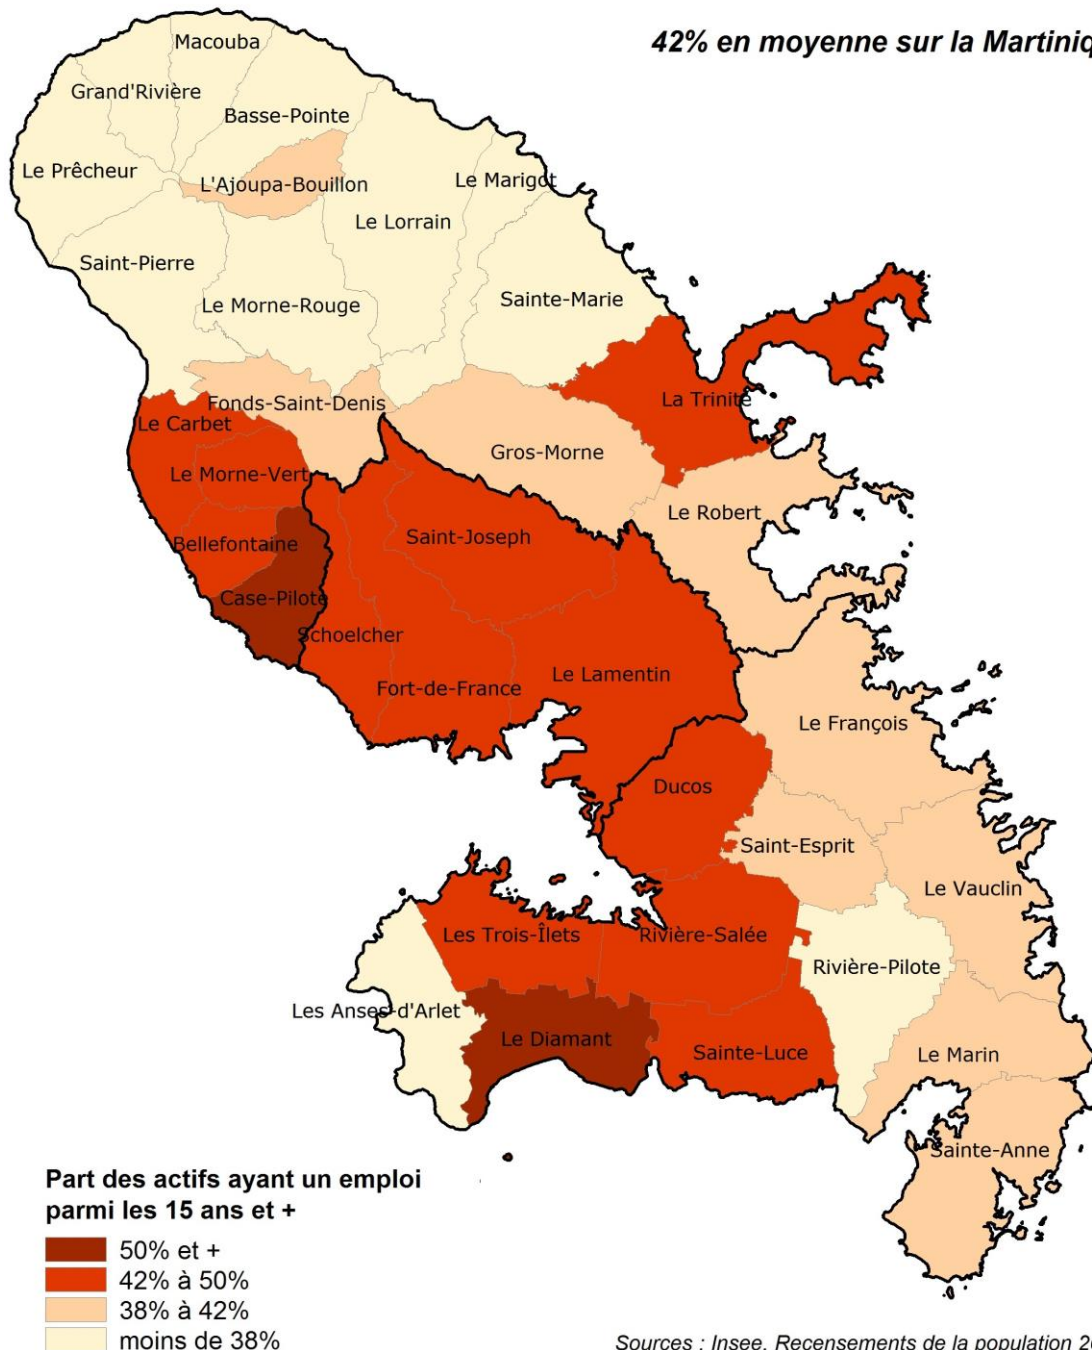 42% en moyenne sur la Martiniq
Macouba
Grand'Rivière
Basse-Pointe
Le Prêcheur
L'Ajoupa-Bouillon
Le Marigot
Le Lorrain
Saint-Pierre
Le Morne-Rouge
Sainte-Marie
La Trinité
Fonds-Saint-Denis
Le Carbet
Gros-Morne
Le Morne-Vert
Le Robert
Saint-Joseph
Bellefontaine
Case-Pilote
Schoelcher
Le Lamentin
Fort-de-France
Le François
Ducos
Saint-Esprit
Le Vauclin
Les Trois-Îlets
Rivière-Salée
Rivière-Pilote
Les Anses-d'Arlet
Le Diamant
Sainte-Luce
Le Marin
Sainte-Anne
Part des actifs ayant un emploi
parmi les 15 ans et +
50% et +
42% à 50%
38% à 42%
moins de 38%
Sources : Insee, Recensements de la population